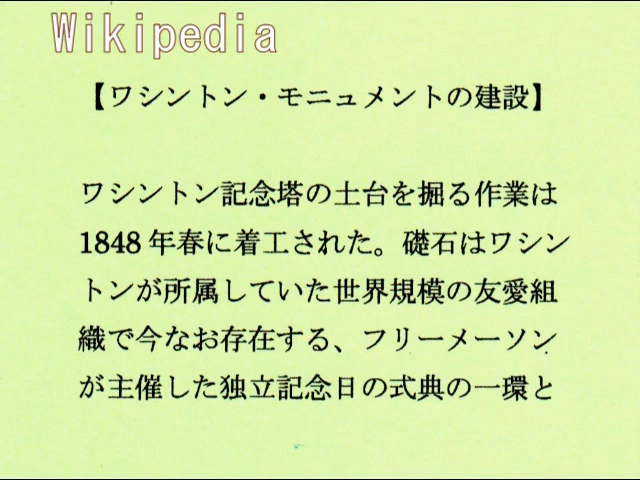 Wikipedia
【ワシントン・モニュメントの建設】
ワシントン記念塔の土台を掘る作業は
1848年春に着工された。礎石はワシン
トンが所属していた世界規模の友愛組
織で今なお存在する、フリーメーソン
が主催した独立記念日の式典の一環と